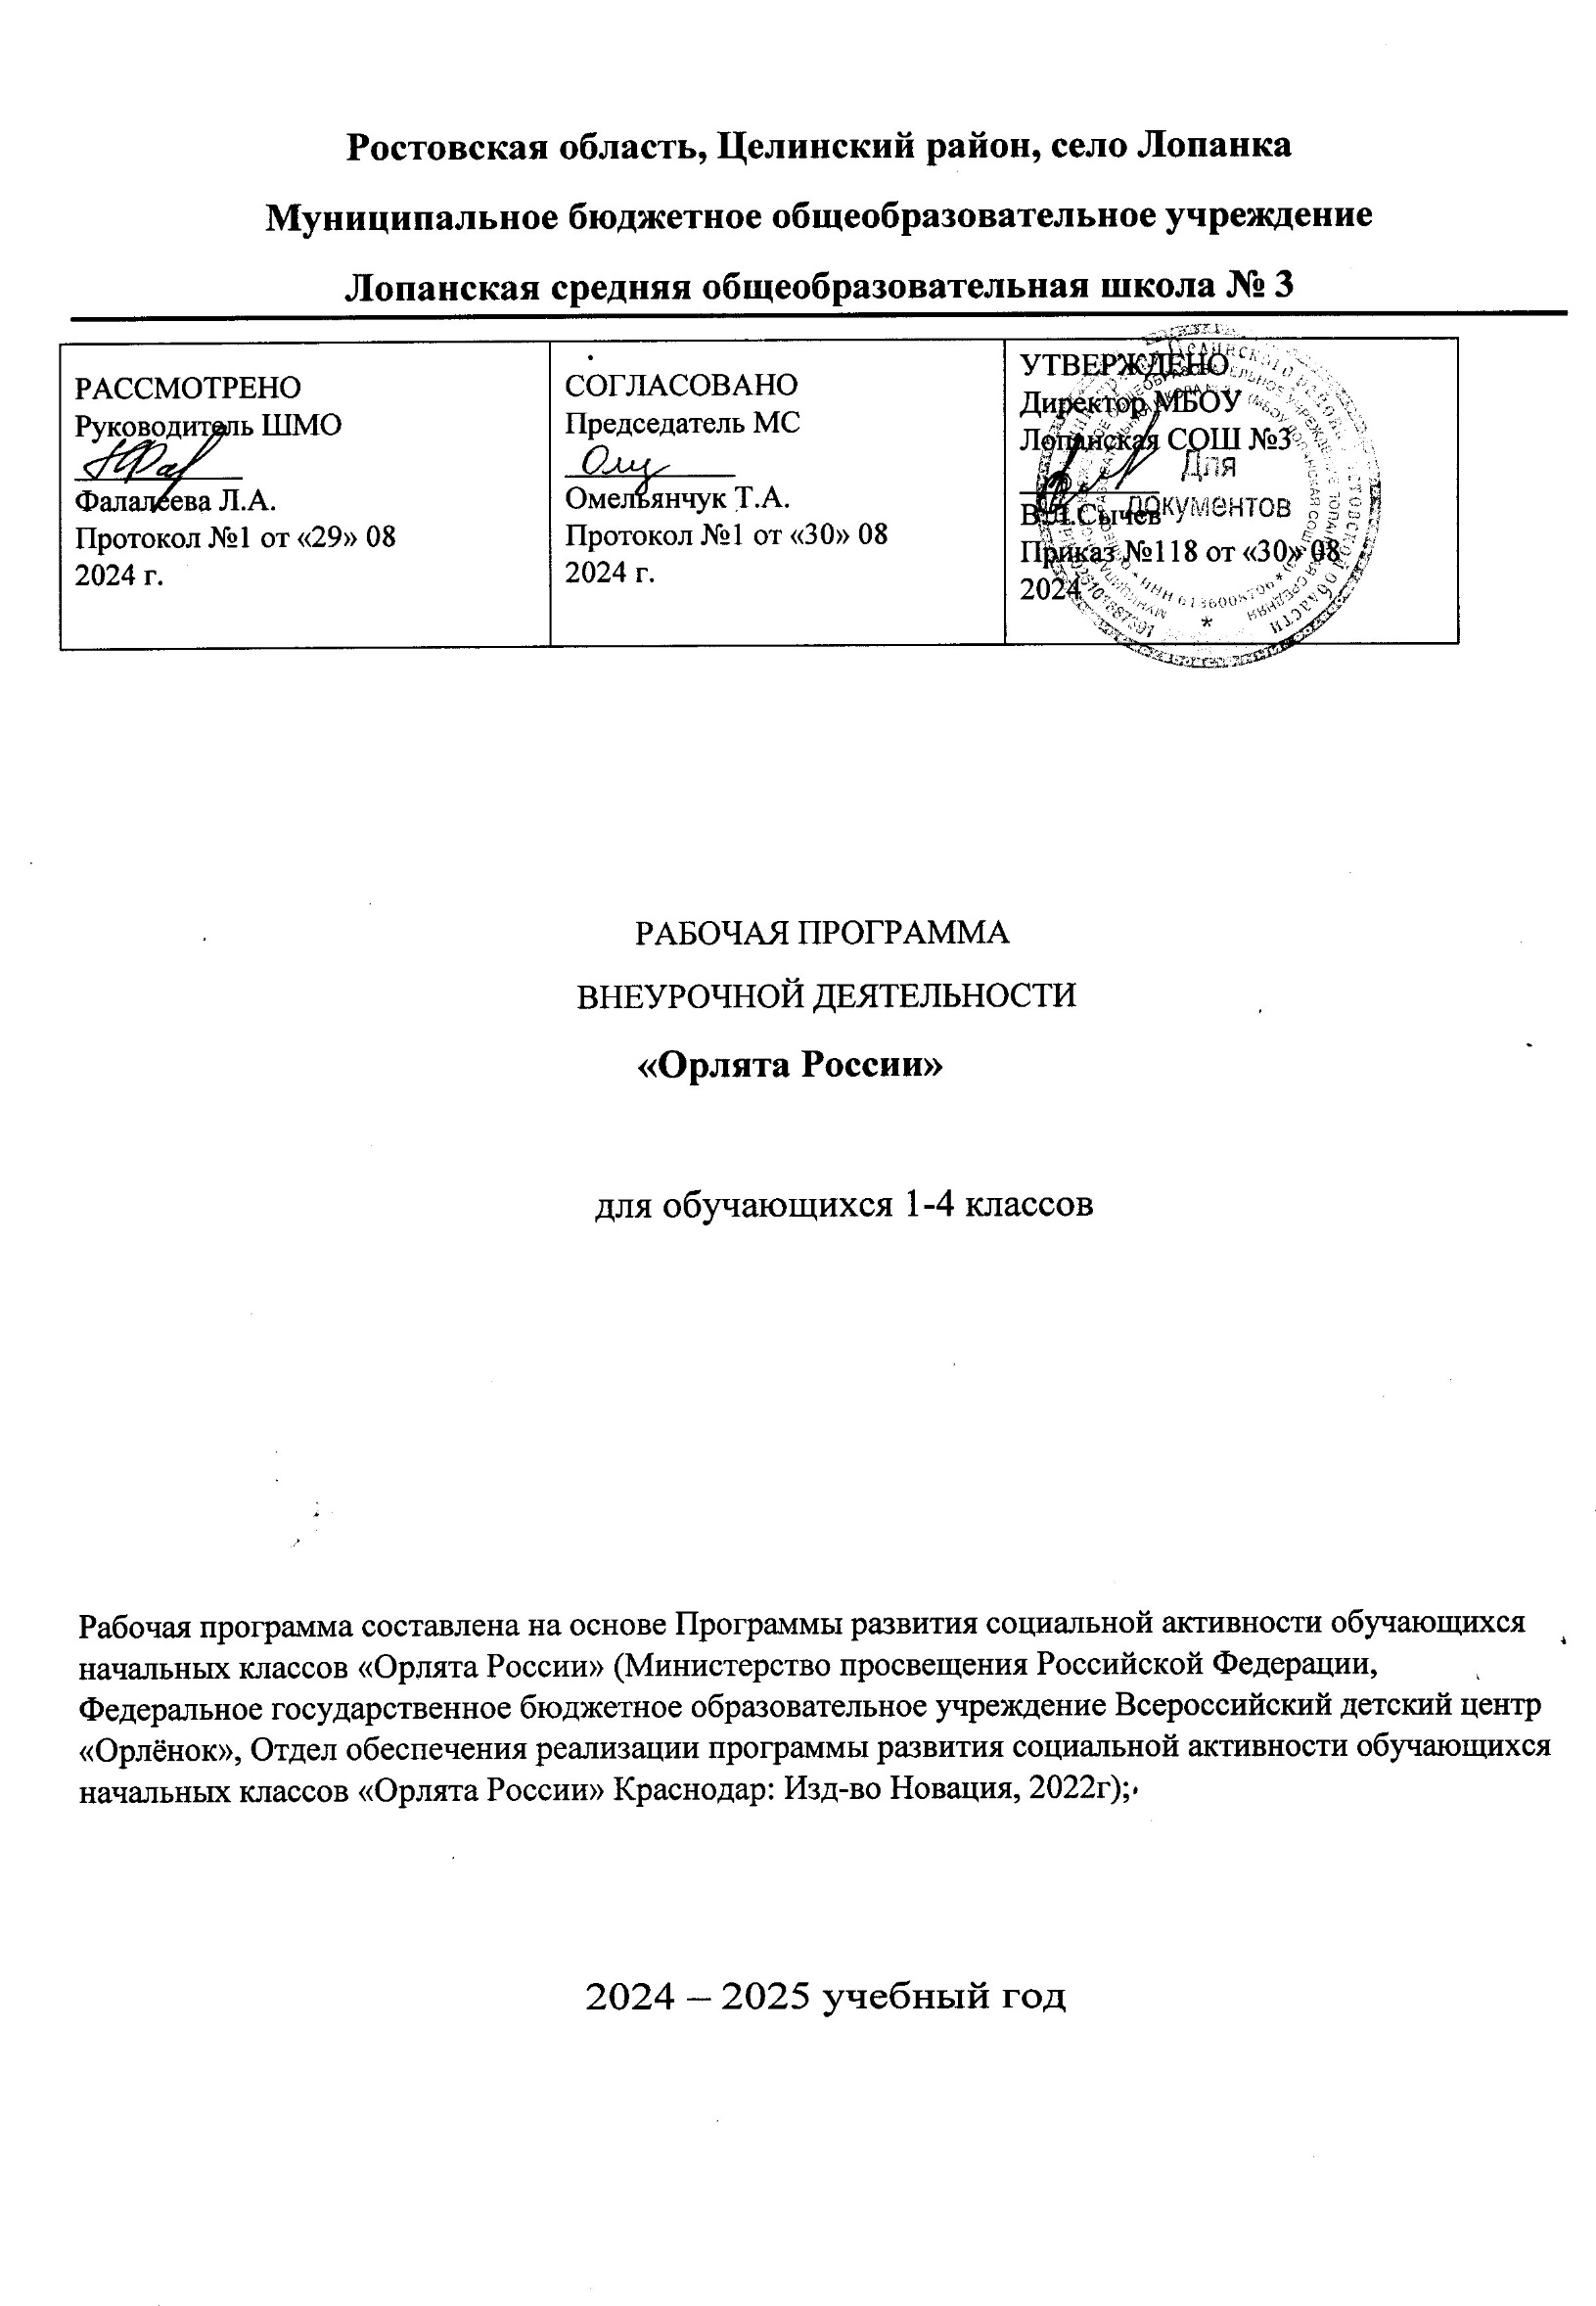 Ростовская область, Целинский район, село Лопанка
Муниципальное бюджетное общеобразовательное учреждение
Лопанская средняя общеобразовательная школа № 3
РАССМОТРЕНО
Руководитель ШМО
Фалалеева Л.А.
Протокол №1 от «29» 08
2024 г.
СОГЛАСОВАНО
Председатель МС
Омельянчук Т.А.
Протокол №1 от «30» 08
2024 г.
УТВЕРЖДЕНО
Директор МБОУ
Лопанская СОШ №3
В.Л.Сычев
Приказ №118 от «30» 08
2024
Для
документов
РАБОЧАЯ ПРОГРАММА
ВНЕУРОЧНОЙ ДЕЯТЕЛЬНОСТИ
«Орлята России»
для обучающихся 1-4 классов
Рабочая программа составлена на основе Программы развития социальной активности обучающихся
начальных классов «Орлята России» (Министерство просвещения Российской Федерации,
Федеральное государственное бюджетное образовательное учреждение Всероссийский детский центр
«Орлёнок», Отдел обеспечения реализации программы развития социальной активности обучающихся
начальных классов «Орлята России» Краснодар: Изд-во Новация, 2022г);
2024 – 2025 учебный год